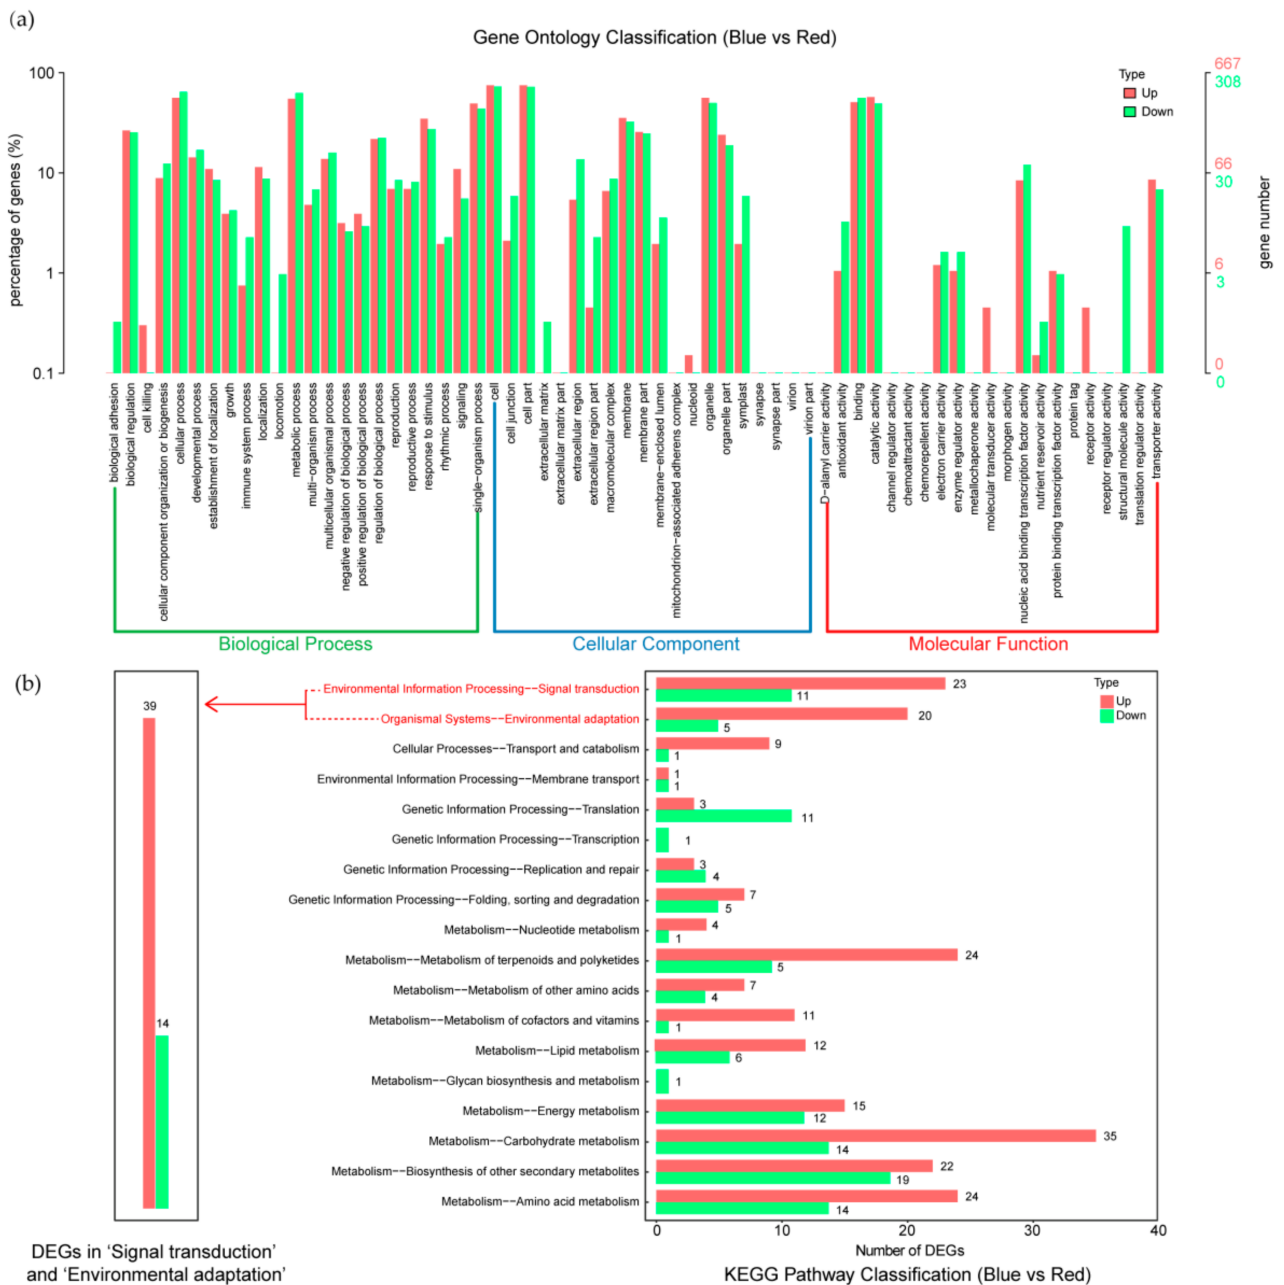 (a)
Gene Ontology Classification (Blue vs Red)
percentage of genes (%)
100
10
1
0.1
Type
Up
Down
667
308
66
30
6
3
0
0
gene number
biological adhesion
biological regulation
cell killing
cellular component organization or biogenesis
cellular process
developmental process
establishment of localization
growth
immune system process
localization
locomotion
metabolic process
multi-organism process
multicellular organismal process
negative regulation of biological process
positive regulation of biological process
regulation of biological process
reproduction
reproductive process
response to stimulus
rhythmic process
signaling
single-organism process
cell
cell junction
cell part
extracellular matrix
extracellular matrix part
extracellular region
extracellular region part
macromolecular complex
membrane
membrane part
membrane-enclosed lumen
mitochondrion-associated adherens complex
nucleoid
organelle
organelle part
symplast
synapse
synapse part
virion
virion part
D-alanyl carrier activity
antioxidant activity
binding
catalytic activity
channel regulator activity
chemoattractant activity
chemorepellent activity
electron carrier activity
enzyme regulator activity
metallochaperone activity
molecular transducer activity
morphogen activity
nucleic acid binding transcription factor activity
nutrient reservoir activity
protein binding transcription factor activity
protein tag
receptor activity
receptor regulator activity
structural molecule activity
translation regulator activity
transporter activity
Biological Process
Cellular Component
Molecular Function
(b)
39
14
DEGs in ‘Signal transduction’
and ‘Environmental adaptation’
Type
Up
Down
Environmental Information Processing--Signal transduction
23
11
Organismal Systems--Environmental adaptation
20
5
Cellular Processes--Transport and catabolism
9
1
Environmental Information Processing--Membrane transport
1
1
Genetic Information Processing--Translation
3
11
Genetic Information Processing--Transcription
1
Genetic Information Processing--Replication and repair
3
4
Genetic Information Processing--Folding, sorting and degradation
7
5
Metabolism--Nucleotide metabolism
4
1
Metabolism--Metabolism of terpenoids and polyketides
24
5
Metabolism--Metabolism of other amino acids
7
4
Metabolism--Metabolism of cofactors and vitamins
11
1
Metabolism--Lipid metabolism
12
6
Metabolism--Glycan biosynthesis and metabolism
1
Metabolism--Energy metabolism
15
12
Metabolism--Carbohydrate metabolism
35
14
Metabolism--Biosynthesis of other secondary metabolites
22
19
Metabolism--Amino acid metabolism
24
14
0
10
20
30
40
Number of DEGs
KEGG Pathway Classification (Blue vs Red)